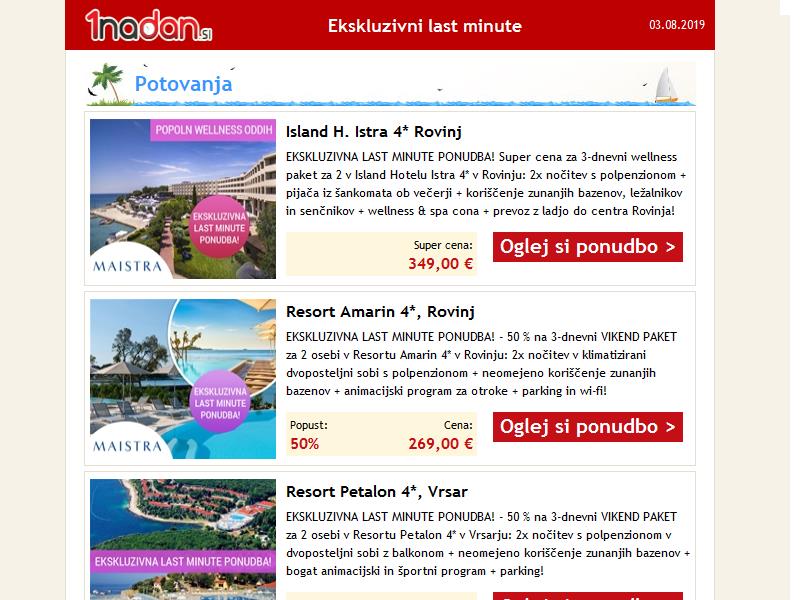 1nadan.SI
Ekskluzivni last minute
03.08.2019
Potovanja
POPOLN WELLNESS ODDIH
EKSKLUZIVNA
LAST MINUTE
PONUDBA!
MAISTRA
Island H. Istra 4* Rovinj
EKSKLUZIVNA LAST MINUTE PONUDBA! Super cena za 3-dnevni wellness
paket za 2 v Island Hotelu Istra 4* v Rovinju: 2x nočitev s polpenzionom +
pijača iz šankomata ob večerji + koriščenje zunanjih bazenov, ležalnikov
in senčnikov + wellness & spa cona + prevoz z ladjo do centra Rovinja!
Super cena:
349,00 €
Oglej si ponudbo >
EKSKLUZIVNA
LAST MINUTE
PONUDBA!
MAISTRA
Resort Amarin 4*, Rovinj
EKSKLUZIVNA LAST MINUTE PONUDBA! - 50 % na 3-dnevni VIKEND PAKET
za 2 osebi v Resortu Amarin 4* v Rovinju: 2x nočitev v klimatizirani
dvoposteljni sobi s polpenzionom + neomejeno koriščenje zunanjih
bazenov + animacijski program za otroke + parking in wi-fi!
Popust: Cena:
50% 269,00 €
Oglej si ponudbo >
EKSKLUZIVNA LAST MINUTE PONUDBA!
Resort Petalon 4*, Vrsar
EKSKLUZIVNA LAST MINUTE PONUDBA! - 50 % na 3-dnevni VIKEND PAKET
za 2 osebi v Resortu Petalon 4* v Vrsarju: 2x nočitev s polpenzionom v
dvoposteljni sobi z balkonom + neomejeno koriščenje zunanjih bazenov +
bogat animacijski in športni program + parking!